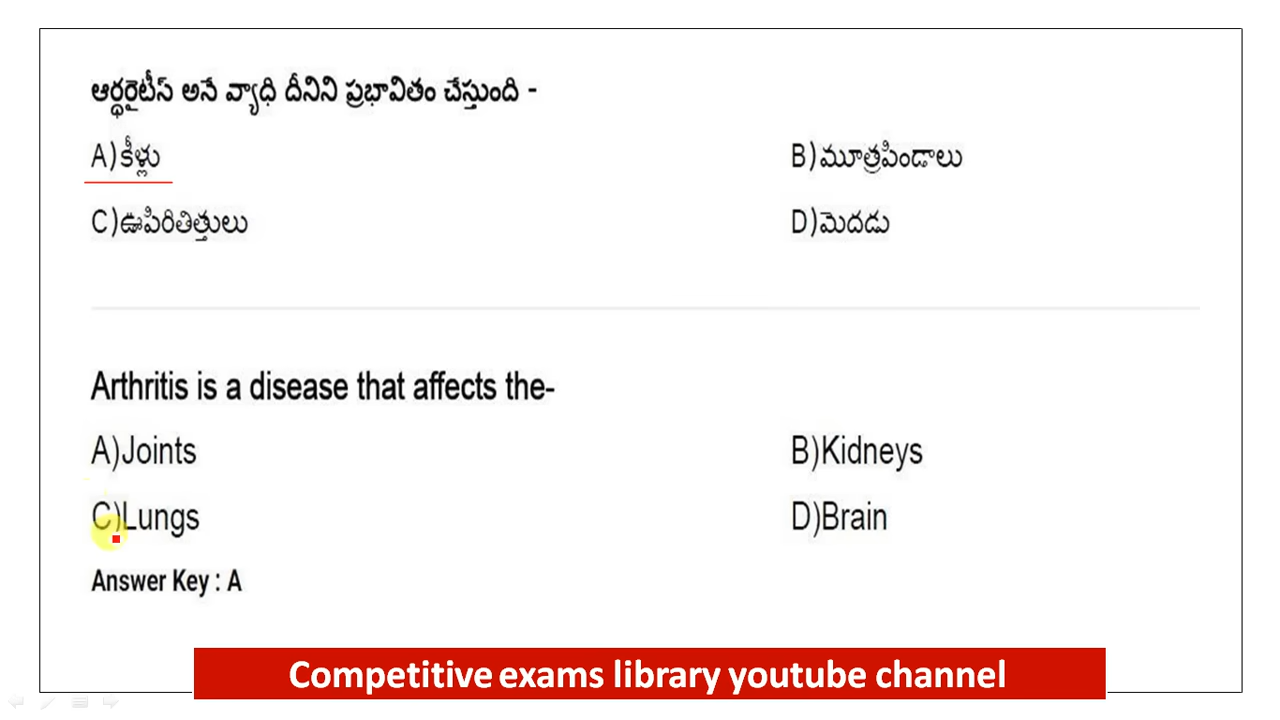 ఆర్థరైటీస్ అనే వ్యాధి దీనిని ప్రభావితం చేస్తుంది -
A)కీళ్లు B)మూత్రపిండాలు
C)ఊపిరితిత్తులు D)మెదడు
Arthritis is a disease that affects the-
A)Joints B)Kidneys
C)Lungs D)Brain
Answer Key : A
Competitive exams library youtube channel